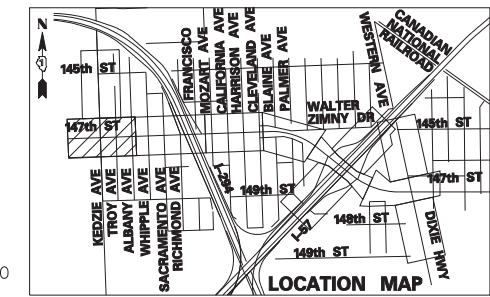 N
CANADIAN
NATIONAL
RAILROAD
WESTERN AVE
FRANCISCO
MOZART AVE
CALIFORNIA AVE
HARRISON AVE
CLEVELAND AVE
BLAINE AVE
PALMER AVE
145th ST
WALTER
ZIMNY DR
147th ST
145th ST
I-294
149th ST
147th ST
KEDZIE AVE
TROY AVE
ALBANY AVE
WHIPPLE AVE
SACRAMENTO AVE
RICHMOND AVE
I-57
149th ST
149th ST
DIXIE HWY
LOCATION MAP
0